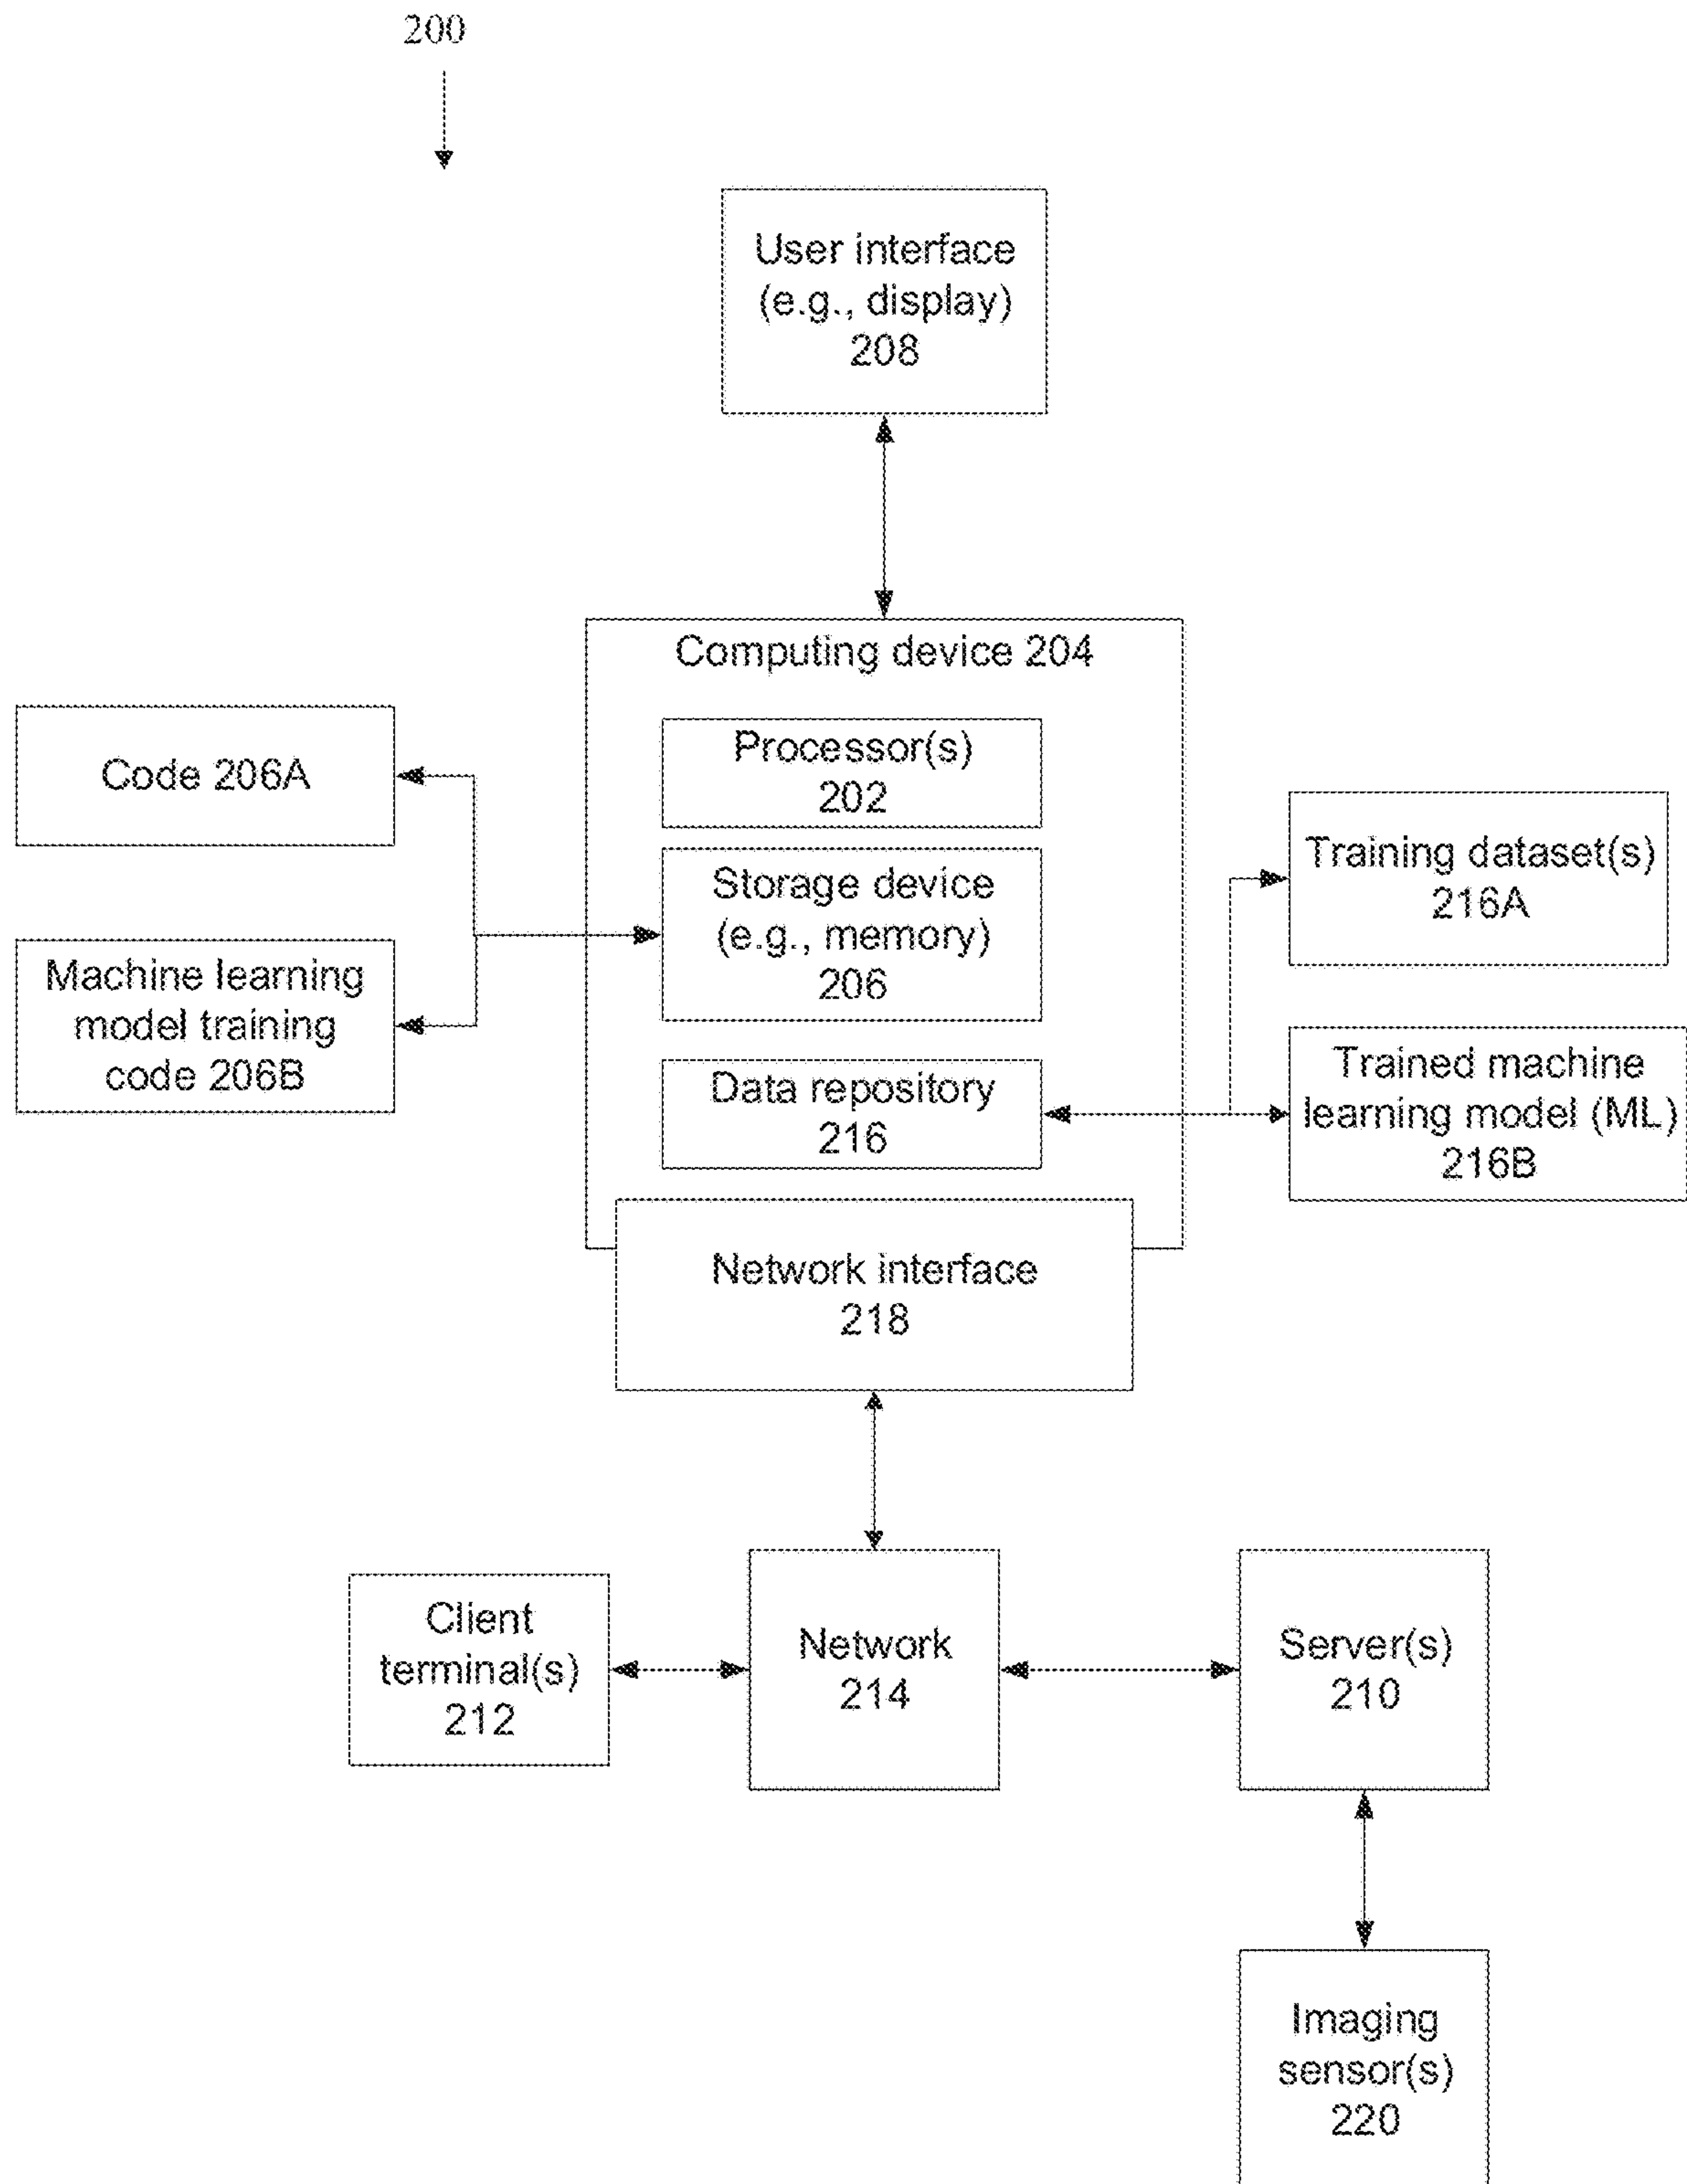 200
User interface
(e.g., display)
208
Computing device 204
Processor(s)
202
Code 206A
Storage device
(e.g., memory)
206
Training dataset(s)
216A
Machine learning
model training
code 206B
Data repository
216
Trained machine
learning model (ML)
216B
Network interface
218
Client
terminal(s)
212
Network
214
Server(s)
210
Imaging
sensor(s)
220